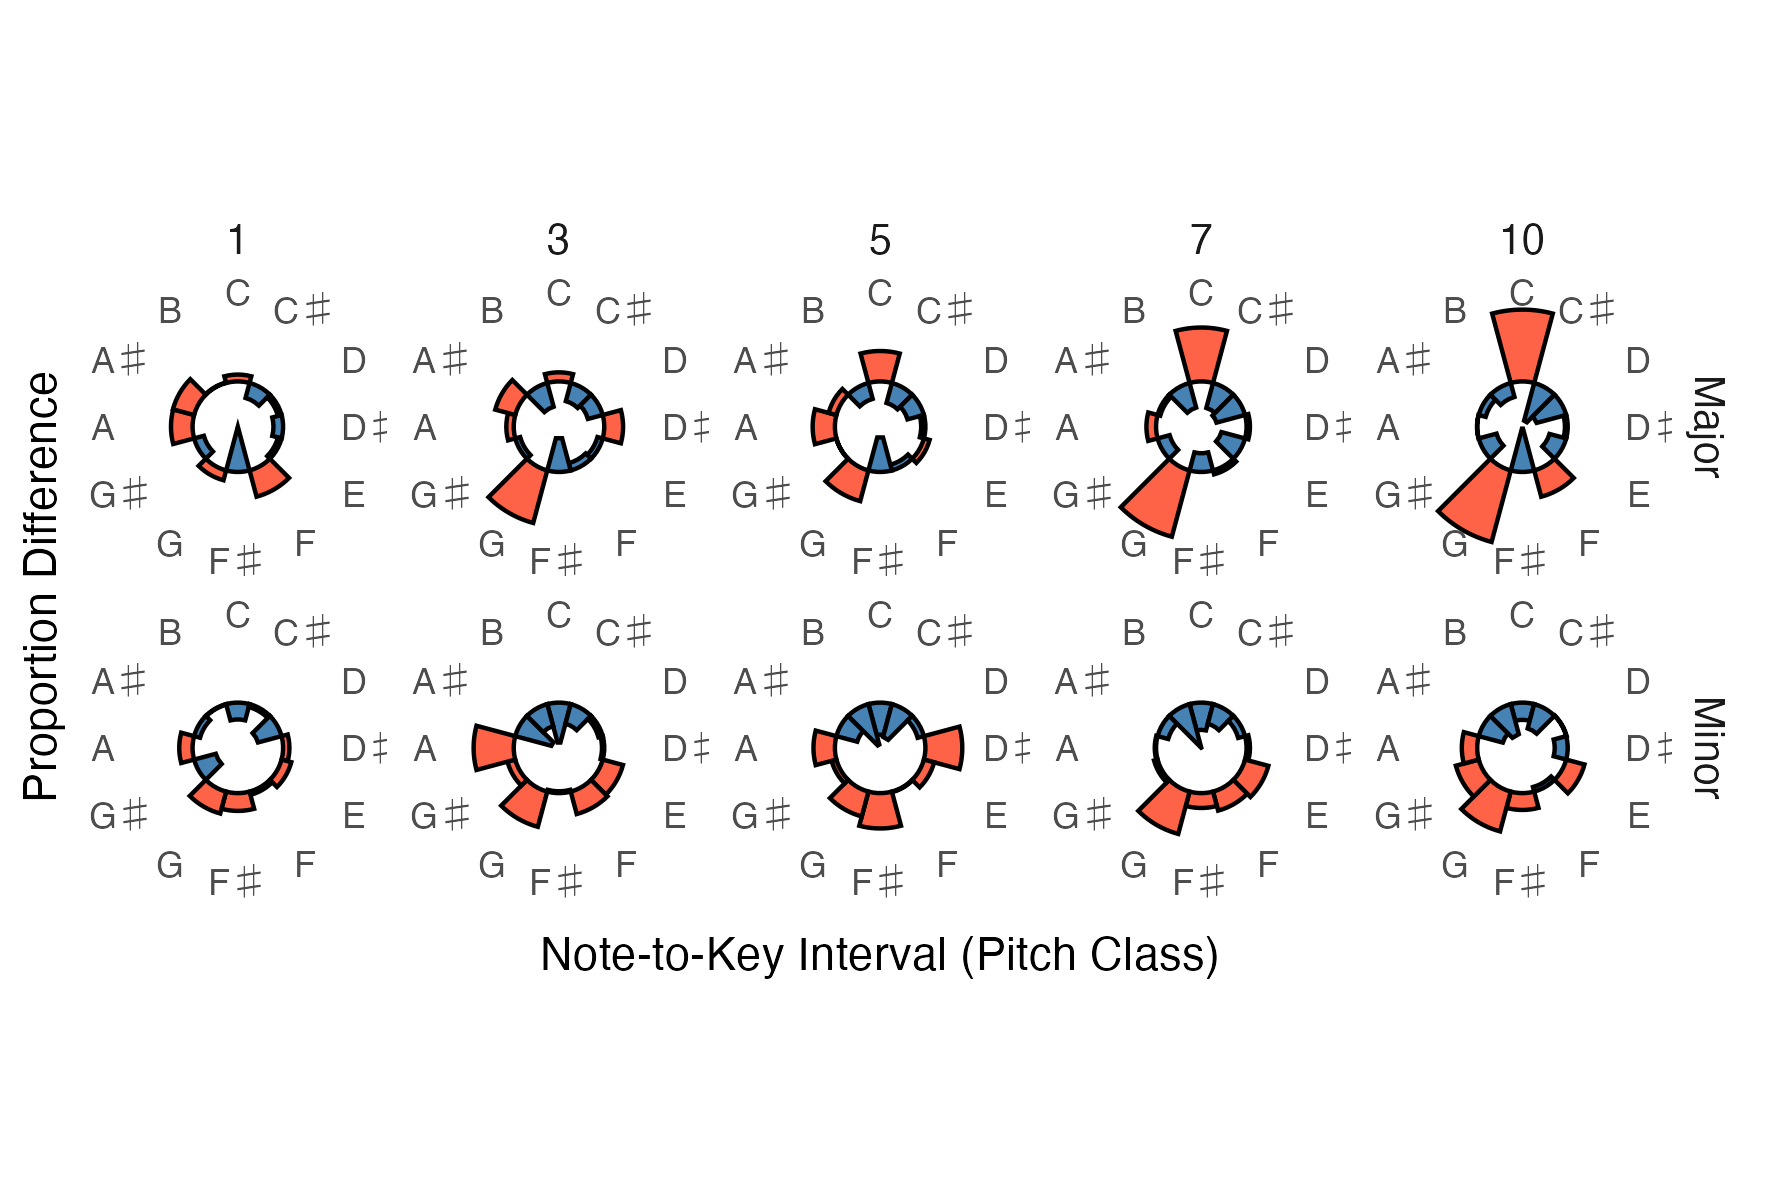 1 3 5 7 10
C C C C C
B C♯ B C♯ B C♯ B C♯ B C♯
A♯ D A♯ D A♯ D A♯ D A♯ D
A D♯ A D♯ A D♯ A D♯ A D♯
Major
G♯ E G♯ E G♯ E G♯ E G♯ E
G F G F G F G F G F
F♯ F♯ F♯ F♯ F♯
Proportion Difference
C C C C C
B C♯ B C♯ B C♯ B C♯ B C♯
A♯ D A♯ D A♯ D A♯ D A♯ D
A D♯ A D♯ A D♯ A D♯ A D♯
Minor
G♯ E G♯ E G♯ E G♯ E G♯ E
G F G F G F G F G F
F♯ F♯ F♯ F♯ F♯
Note-to-Key Interval (Pitch Class)